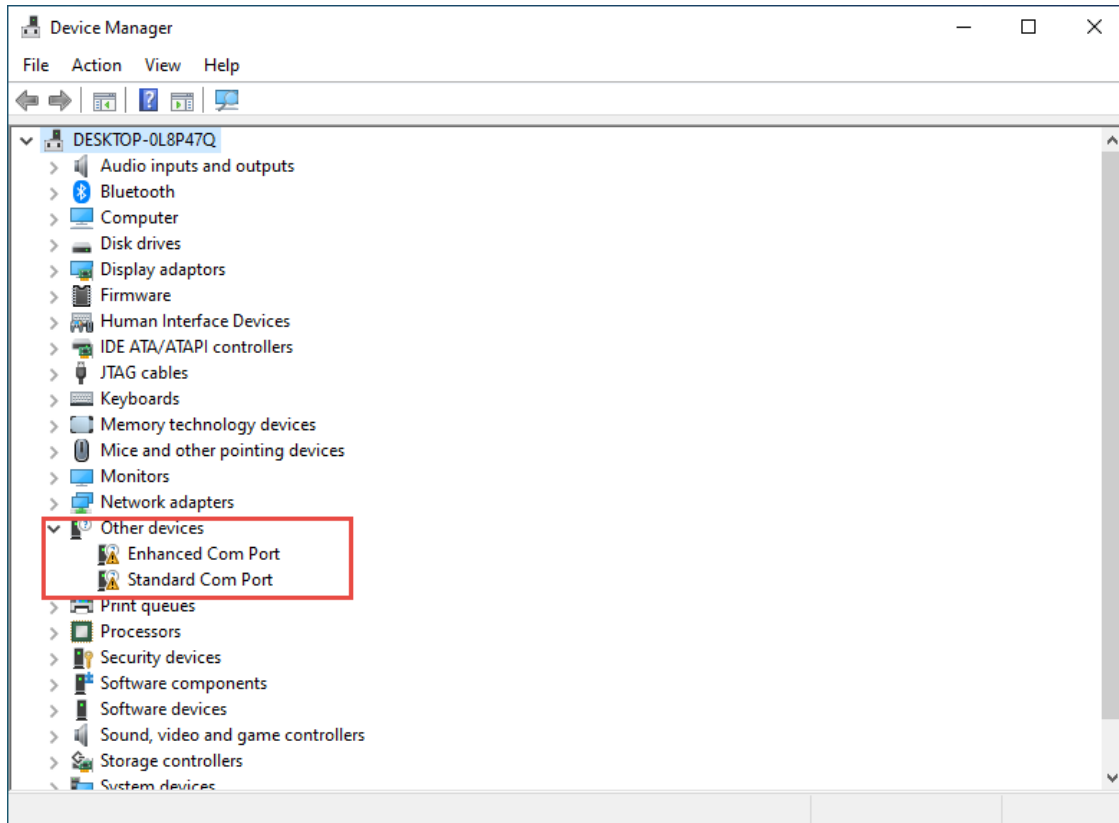 Device Manager
File Action View Help
DESKTOP-0L8P47Q
Audio inputs and outputs
Bluetooth
Computer
Disk drives
Display adaptors
Firmware
Human Interface Devices
IDE ATA/ATAPI controllers
JTAG cables
Keyboards
Memory technology devices
Mice and other pointing devices
Monitors
Network adapters
Other devices
Enhanced Com Port
Standard Com Port
Print queues
Processors
Security devices
Software components
Software devices
Sound, video and game controllers
Storage controllers
System devices